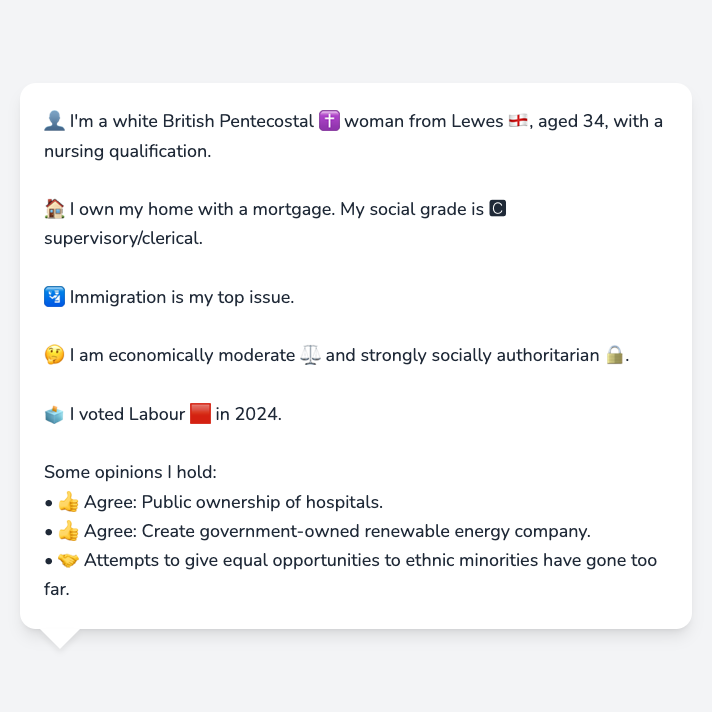 👤 I'm a white British Pentecostal ✝️ woman from Lewes 🏴󠁧󠁢󠁥󠁮󠁧󠁿, aged 34, with a
nursing qualification.
🏠 I own my home with a mortgage. My social grade is 🅲
supervisory/clerical.
🛂 Immigration is my top issue.
🤔 I am economically moderate ⚖️ and strongly socially authoritarian 🔒.
🗳️ I voted Labour 🟥 in 2024.
Some opinions I hold:
• 👍 Agree: Public ownership of hospitals.
• 👍 Agree: Create government-owned renewable energy company.
• 🤝 Attempts to give equal opportunities to ethnic minorities have gone too
far.